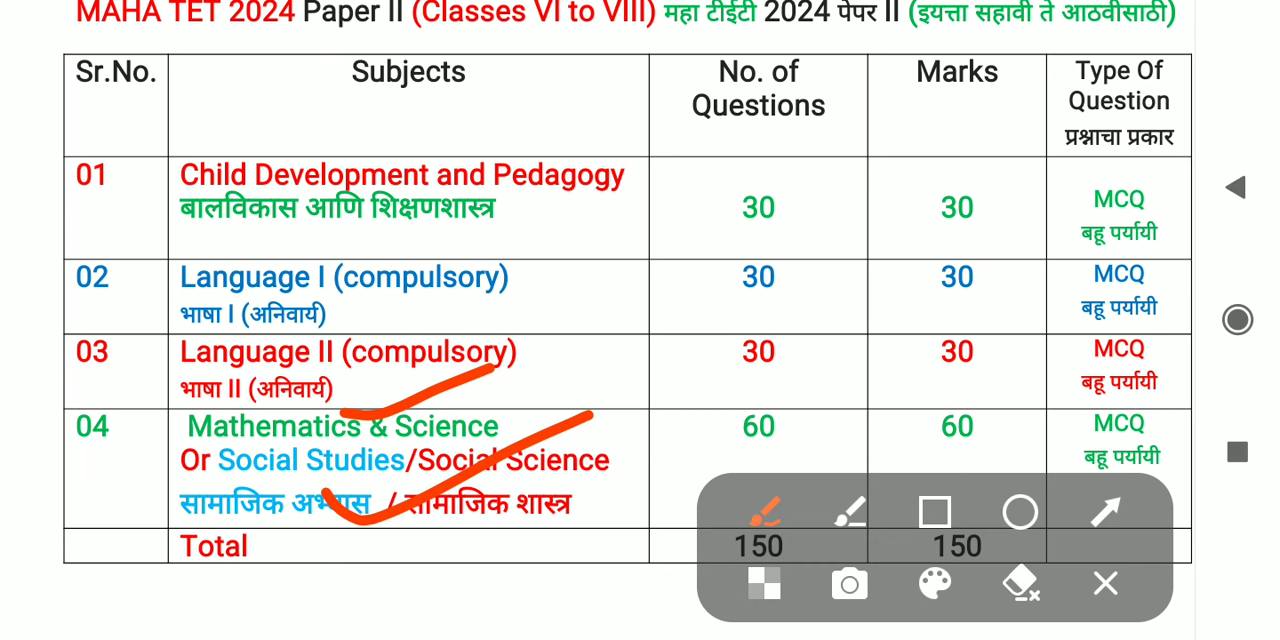 MAHA TET 2024 Paper II (Classes VI to VIII) महा टीईटी 2024 पेपर II (इयत्ता सहावी ते आठवीसाठी)
Sr.No. Subjects No. of Questions Marks Type Of Question प्रश्नाचा प्रकार
01 Child Development and Pedagogy
बालविकास आणि शिक्षणशास्त्र 30 30 MCQ
बहू पर्यायी
02 Language I (compulsory) 30 30 MCQ
भाषा I (अनिवार्य) बहू पर्यायी
03 Language II (compulsory) 30 30 MCQ
भाषा II (अनिवार्य) बहू पर्यायी
04 Mathematics & Science 60 60 MCQ
Or Social Studies/Social Science बहू पर्यायी
सामाजिक अभ्यास / सामाजिक शास्त्र
Total 150 150